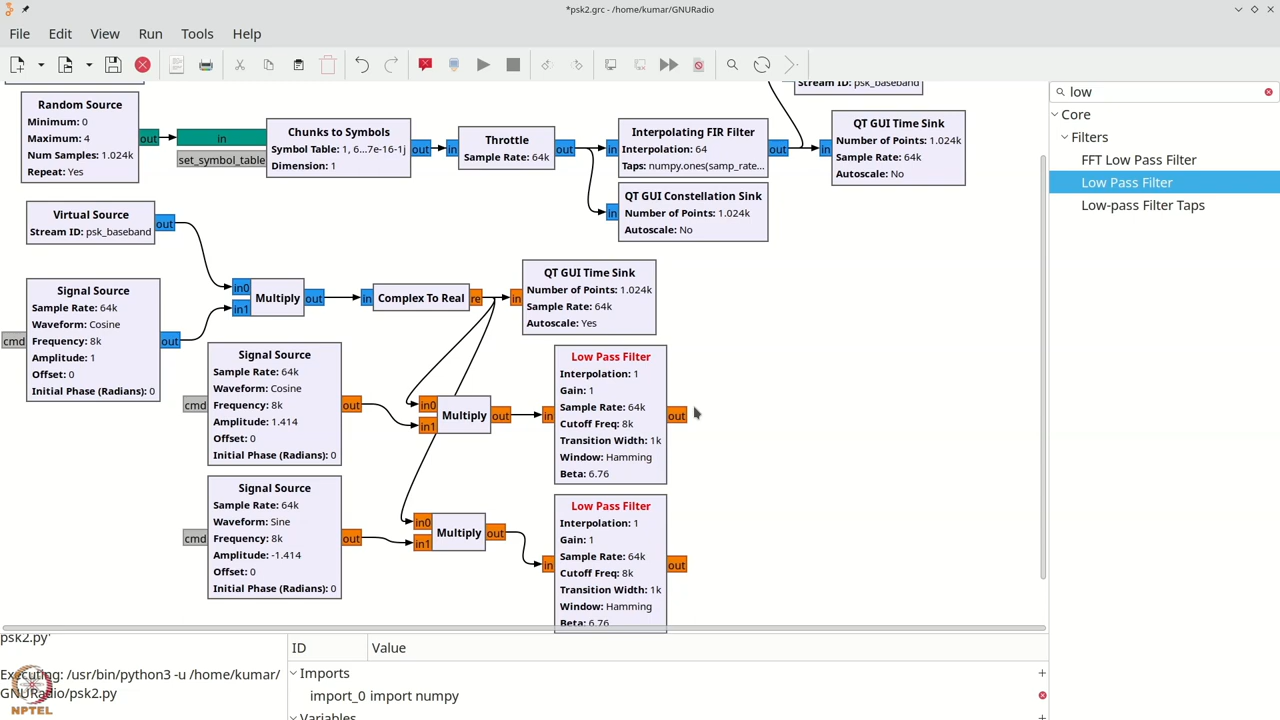 *psk2.grc - /home/kumar/GNURadio
File Edit View Run Tools Help
low
Core
Filters
FFT Low Pass Filter
Low Pass Filter
Low-pass Filter Taps
Stream ID: psk_baseband
Random Source
Minimum: 0
Maximum: 4
Num Samples: 1.024k
Repeat: Yes
out
in
set_symbol_table
Chunks to Symbols
Symbol Table: 1, 6...7e-16-1j
Dimension: 1
out
in
Throttle
Sample Rate: 64k
out
in
Interpolating FIR Filter
Interpolation: 64
Taps: numpy.ones(samp_rate...
out
in
QT GUI Time Sink
Number of Points: 1.024k
Sample Rate: 64k
Autoscale: No
in
QT GUI Constellation Sink
Number of Points: 1.024k
Autoscale: No
Virtual Source
Stream ID: psk_baseband
out
Signal Source
Sample Rate: 64k
Waveform: Cosine
Frequency: 8k
Amplitude: 1
Offset: 0
Initial Phase (Radians): 0
cmd
out
in0
in1
Multiply
out
in
Complex To Real
re
in
QT GUI Time Sink
Number of Points: 1.024k
Sample Rate: 64k
Autoscale: Yes
Signal Source
Sample Rate: 64k
Waveform: Cosine
Frequency: 8k
Amplitude: 1.414
Offset: 0
Initial Phase (Radians): 0
cmd
out
in0
in1
Multiply
out
in
Low Pass Filter
Interpolation: 1
Gain: 1
Sample Rate: 64k
Cutoff Freq: 8k
Transition Width: 1k
Window: Hamming
Beta: 6.76
out
Signal Source
Sample Rate: 64k
Waveform: Sine
Frequency: 8k
Amplitude: -1.414
Offset: 0
Initial Phase (Radians): 0
cmd
out
in0
in1
Multiply
out
in
Low Pass Filter
Interpolation: 1
Gain: 1
Sample Rate: 64k
Cutoff Freq: 8k
Transition Width: 1k
Window: Hamming
Beta: 6.76
out
psk2.py'
Executing: /usr/bin/python3 -u /home/kumar/
GNURadio/psk2.py
NPTEL
ID Value
Imports
import_0 import numpy
Variables